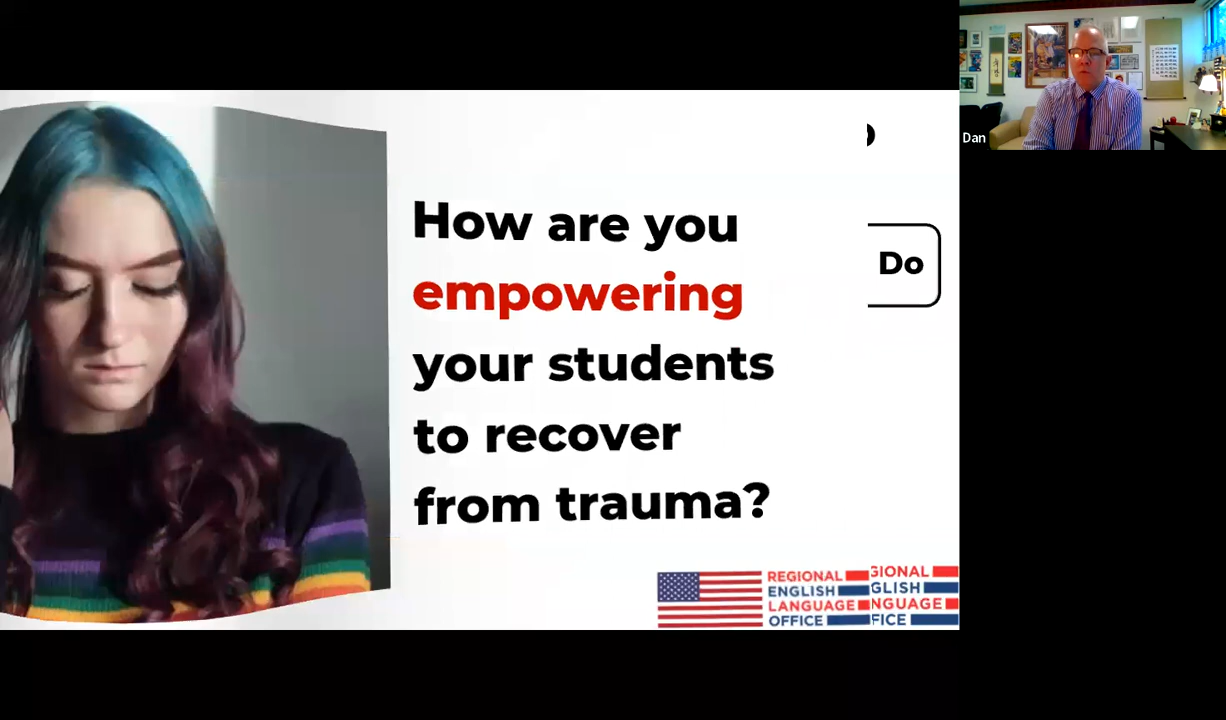 How are you
empowering
your students
to recover
from trauma?
Do
REGIONAL
ENGLISH
LANGUAGE
OFFICE
GIONAL
GLISH
NGUAGE
FICE
Dan